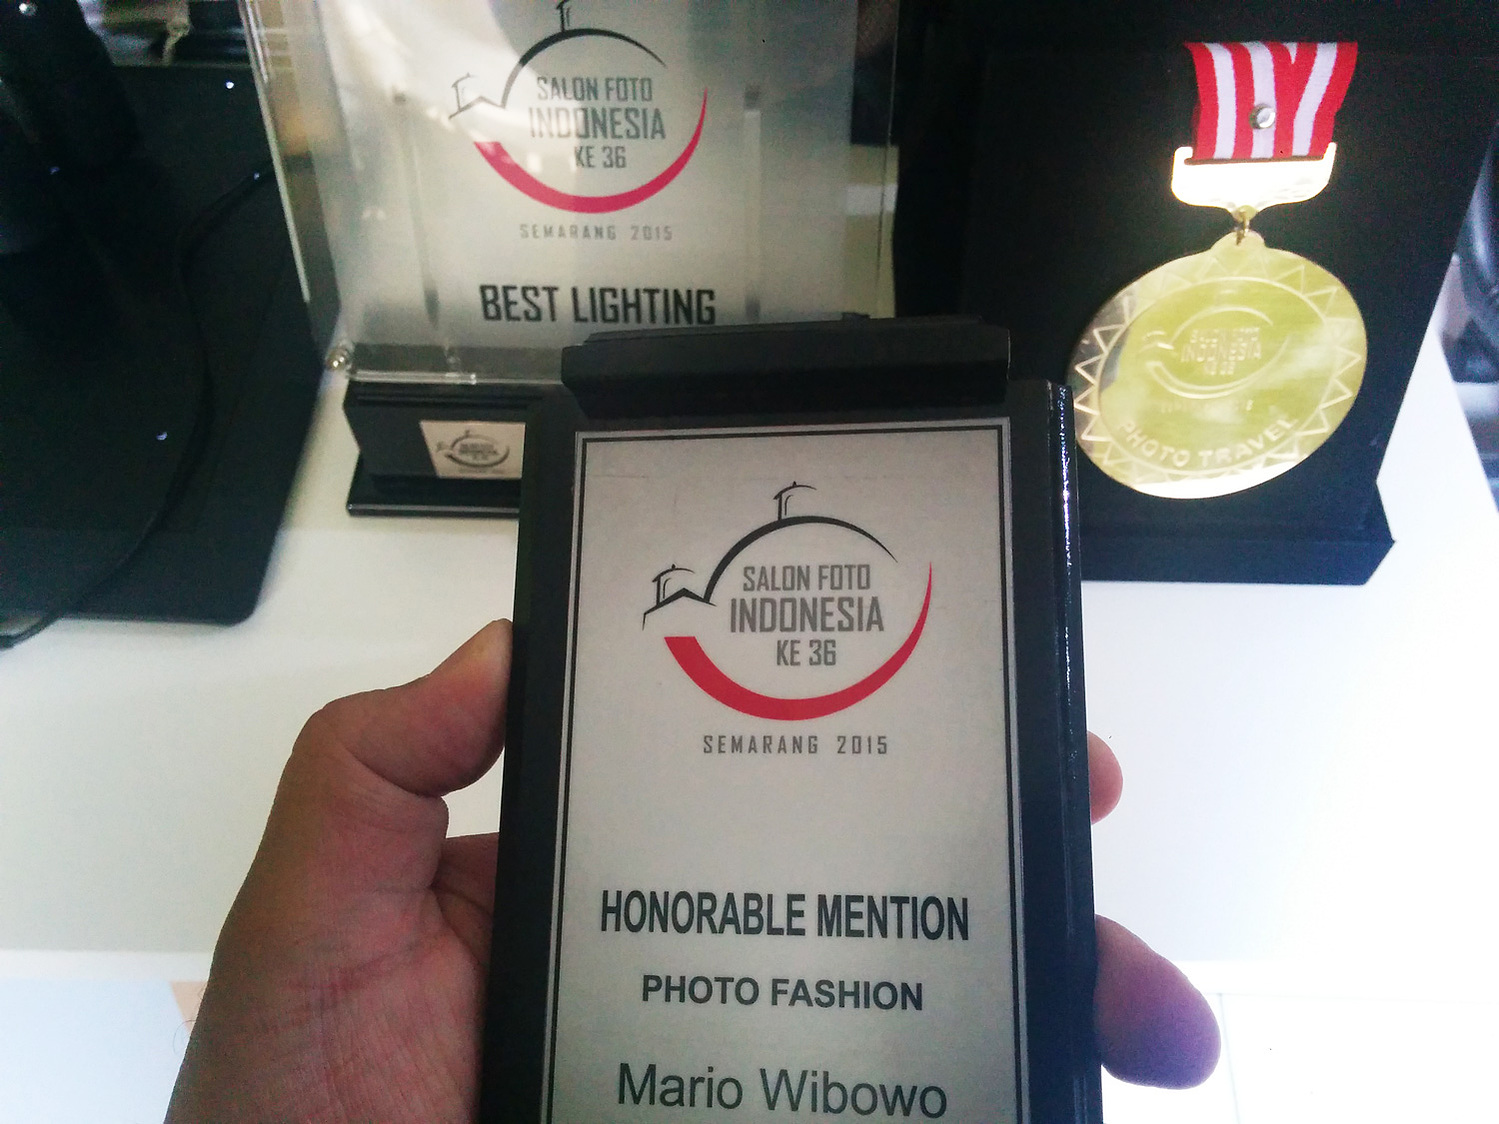 SALON FOTO
INDONESIA
KE 36
SEMARANG 2015
BEST LIGHTING
INDONESIA
PHOTO TRAVEL
SALON FOTO
INDONESIA
KE 36
SEMARANG 2015
HONORABLE MENTION
PHOTO FASHION
Mario Wibowo